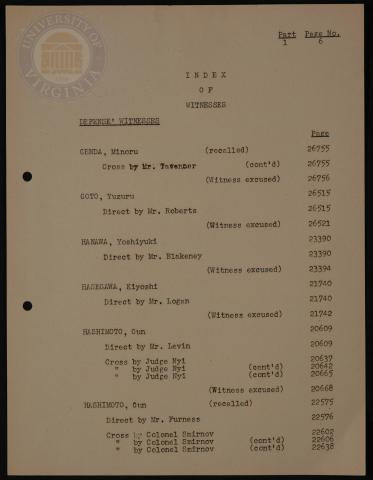 UNIVERSITY OF VIRGINIA
Part Page No.
1 6
INDEX
OF
WITNESSES
DEFENSE' WITNESSES
Page
GENDA, Minoru (recalled) 26755
Cross by Mr. Tavenner (cont'd) 26755
(Witness excused) 26756
GOTO, Yuzuru 26515
Direct by Mr. Roberts 26515
(Witness excused) 26521
HANAWA, Yoshiyuki 23390
Direct by Mr. Blakeney 23390
(Witness excused) 23394
HASEGAWA, Kiyoshi 21740
Direct by Mr. Logan 21740
(Witness excused) 21742
HASHIMOTO, Gun 20609
Direct by Mr. Levin 20609
Cross by Judge Nyi 20637
" by Judge Nyi (cont'd) 20642
" by Judge Nyi (cont'd) 20665
(Witness excused) 20668
HASHIMOTO, Gun (recalled) 22575
Direct by Mr. Furness 22576
Cross by Colonel Smirnov 22602
" by Colonel Smirnov (cont'd) 22606
" by Colonel Smirnov (cont'd) 22638